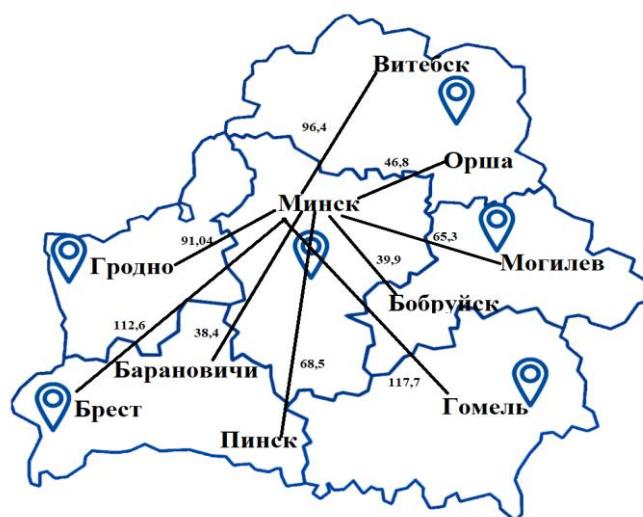 Витебск
96,4
46,8
Орша
Минск
91,04
65,3
Гродно
39,9
Могилев
Бобруйск
112,6
38,4
Барановичи
68,5
117,7
Брест
Гомель
Пинск